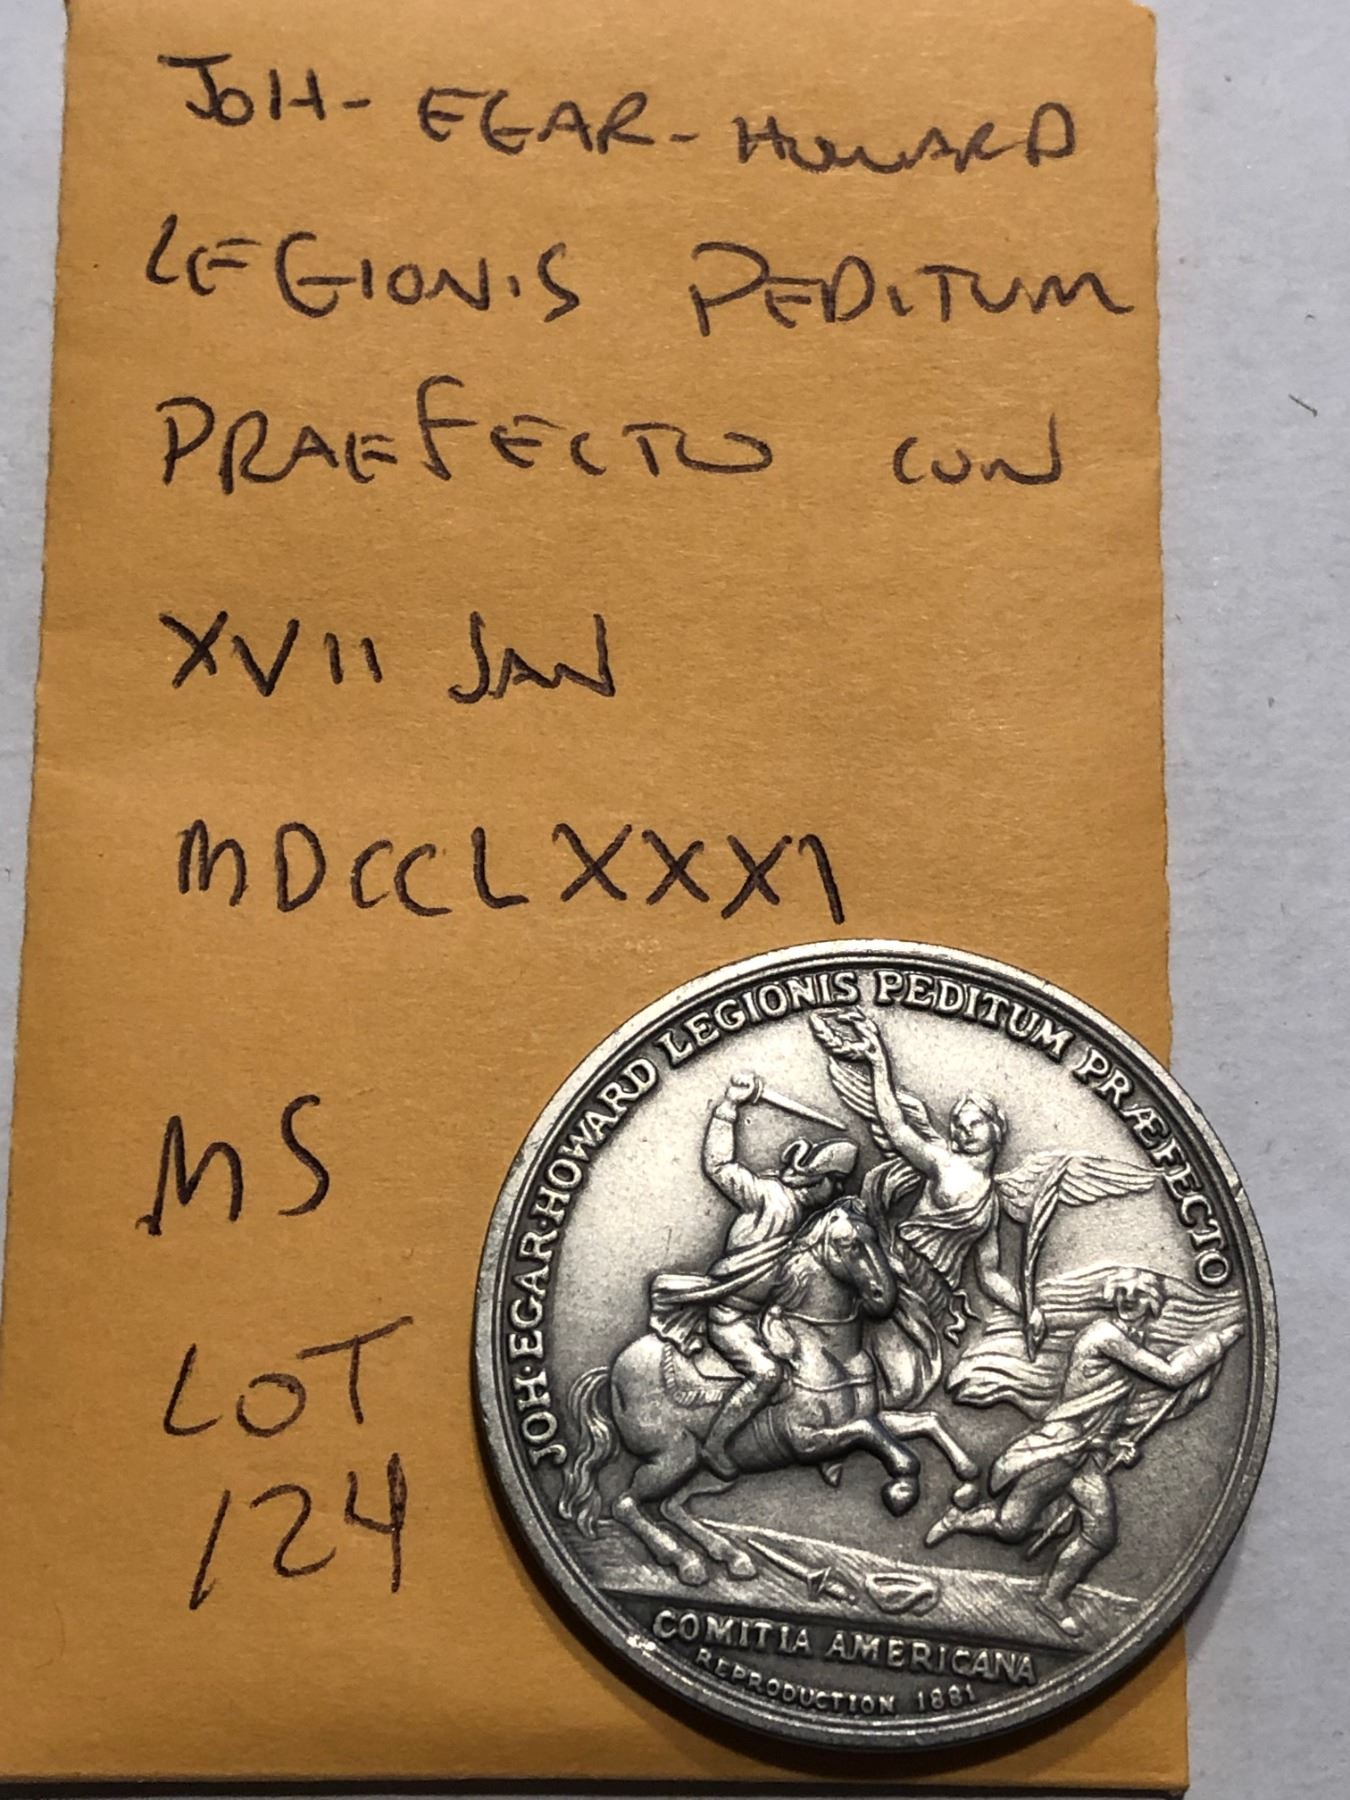 JOH- EGAR- HOWARD
LEGIONIS PEDITUM
PRAEFECTO CON
XVII JAN
MDCCLXXXI
MS
LOT
124
JOH·EGAR·HOWARD LEGIONIS PEDITUM PRÆFECTO
COMITIA AMERICANA
REPRODUCTION 1881